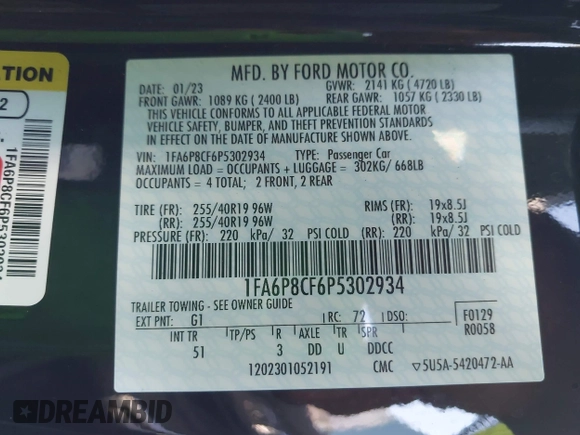 MFD. BY FORD MOTOR CO.
DATE: 01/23 GVWR: 2141 KG ( 4720 LB)
FRONT GAWR: 1089 KG ( 2400 LB) REAR GAWR: 1057 KG ( 2330 LB)
THIS VEHICLE CONFORMS TO ALL APPLICABLE FEDERAL MOTOR
VEHICLE SAFETY, BUMPER, AND THEFT PREVENTION STANDARDS
IN EFFECT ON THE DATE OF MANUFACTURE SHOWN ABOVE.
VIN: 1FA6P8CF6P5302934 TYPE: Passenger Car
MAXIMUM LOAD = OCCUPANTS + LUGGAGE = 302KG/ 668LB
OCCUPANTS = 4 TOTAL; 2 FRONT, 2 REAR
TIRE (FR): 255/40R19 96W RIMS (FR): 19x8.5J
(RR): 255/40R19 96W (RR): 19x8.5J
PRESSURE (FR): 220 kPa/ 32 PSI COLD (RR): 220 kPa/ 32 PSI COLD
1FA6P8CF6P5302934
TRAILER TOWING - SEE OWNER GUIDE
EXT PNT: G1 RC: 72 DSO: F0129
R0058
INT TR TP/PS R AXLE TR SPR
51 3 DD U DDCC
1202301052191 CMC ▽5U5A-5420472-AA
TION
2
1FA6P8CF6P5302934
DREAMBID